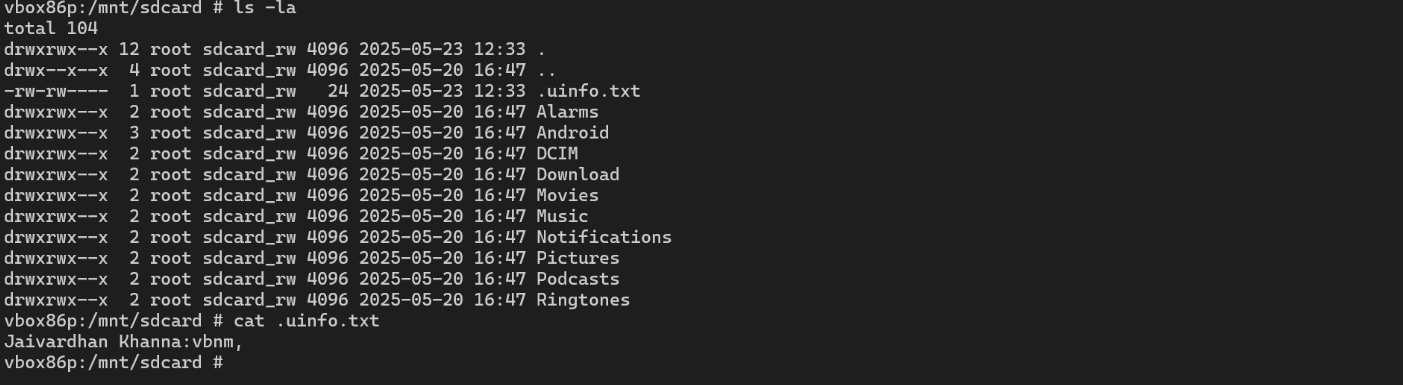 vbox86p:/mnt/sdcard # ls -la
total 104
drwxrwx--x 12 root sdcard_rw 4096 2025-05-23 12:33 .
drwx--x--x  4 root sdcard_rw 4096 2025-05-20 16:47 ..
-rw-rw----  1 root sdcard_rw   24 2025-05-23 12:33 .uinfo.txt
drwxrwx--x  2 root sdcard_rw 4096 2025-05-20 16:47 Alarms
drwxrwx--x  3 root sdcard_rw 4096 2025-05-20 16:47 Android
drwxrwx--x  2 root sdcard_rw 4096 2025-05-20 16:47 DCIM
drwxrwx--x  2 root sdcard_rw 4096 2025-05-20 16:47 Download
drwxrwx--x  2 root sdcard_rw 4096 2025-05-20 16:47 Movies
drwxrwx--x  2 root sdcard_rw 4096 2025-05-20 16:47 Music
drwxrwx--x  2 root sdcard_rw 4096 2025-05-20 16:47 Notifications
drwxrwx--x  2 root sdcard_rw 4096 2025-05-20 16:47 Pictures
drwxrwx--x  2 root sdcard_rw 4096 2025-05-20 16:47 Podcasts
drwxrwx--x  2 root sdcard_rw 4096 2025-05-20 16:47 Ringtones
vbox86p:/mnt/sdcard # cat .uinfo.txt
Jaivardhan Khanna:vbnm,
vbox86p:/mnt/sdcard #